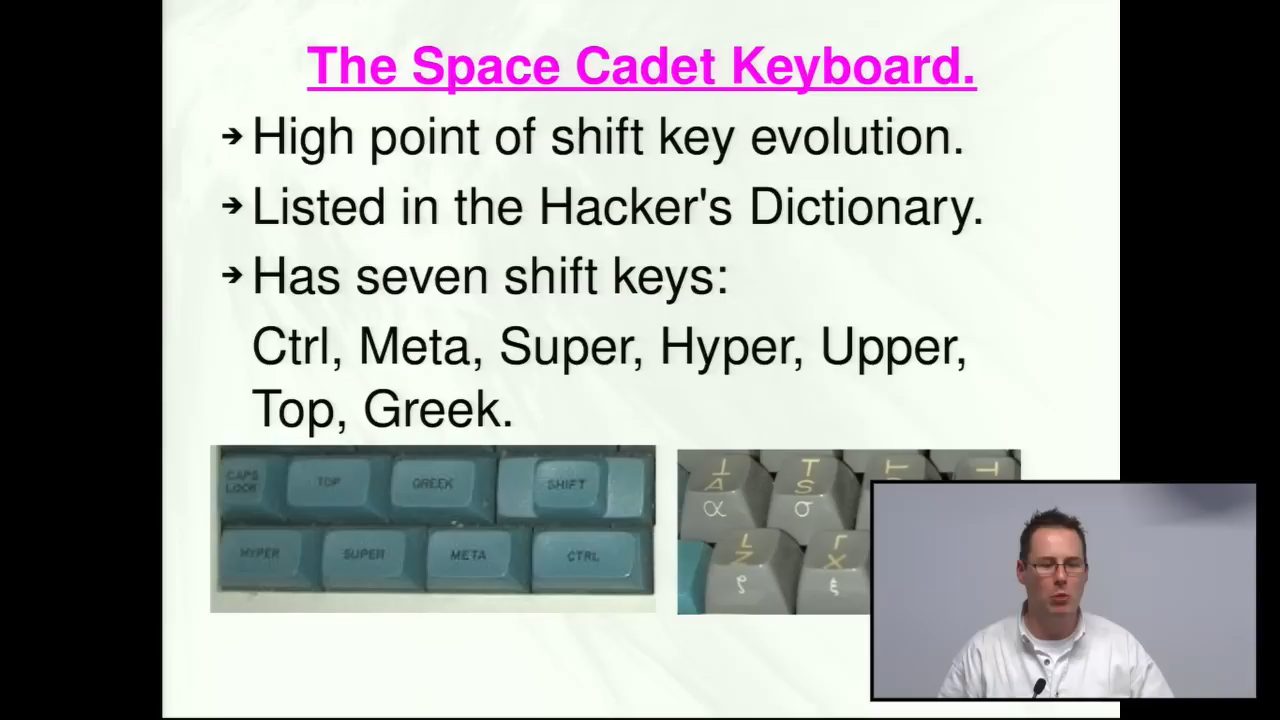 The Space Cadet Keyboard.
➔ High point of shift key evolution.
➔ Listed in the Hacker's Dictionary.
➔ Has seven shift keys:
Ctrl, Meta, Super, Hyper, Upper,
Top, Greek.
CAPS LOCK TOP GREEK SHIFT
HYPER SUPER META CTRL
A S
α σ
Z X
ζ ξ